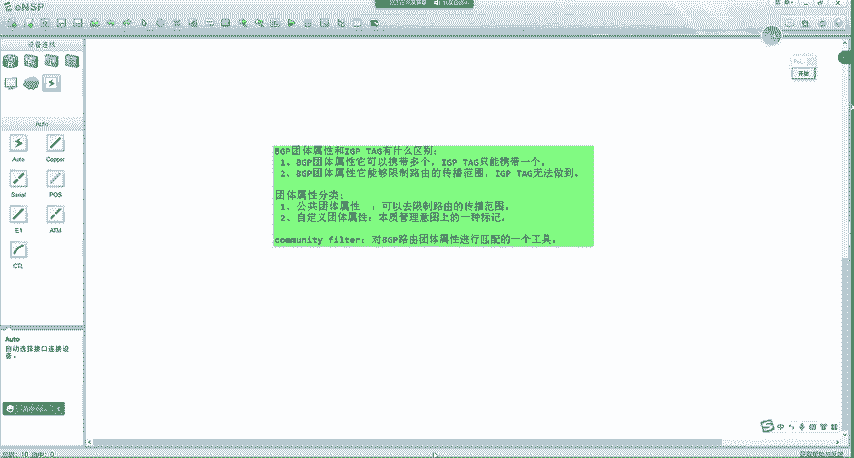 eNSP
设备连线
Auto
Auto
Copper
Serial
POS
E1
ATM
CTL
Auto
自动选择接口连接设备。
BGP团体属性和IGP TAG有什么区别：
1、BGP团体属性它可以携带多个，IGP TAG只能携带一个。
2、BGP团体属性它能够限制路由的传播范围，IGP TAG无法做到。
团体属性分类：
1、公共团体属性 ：可以去限制路由的传播范围。
2、自定义团体属性：本质管理意图上的一种标记。
community filter：对BGP路由团体属性进行匹配的一个工具。
中